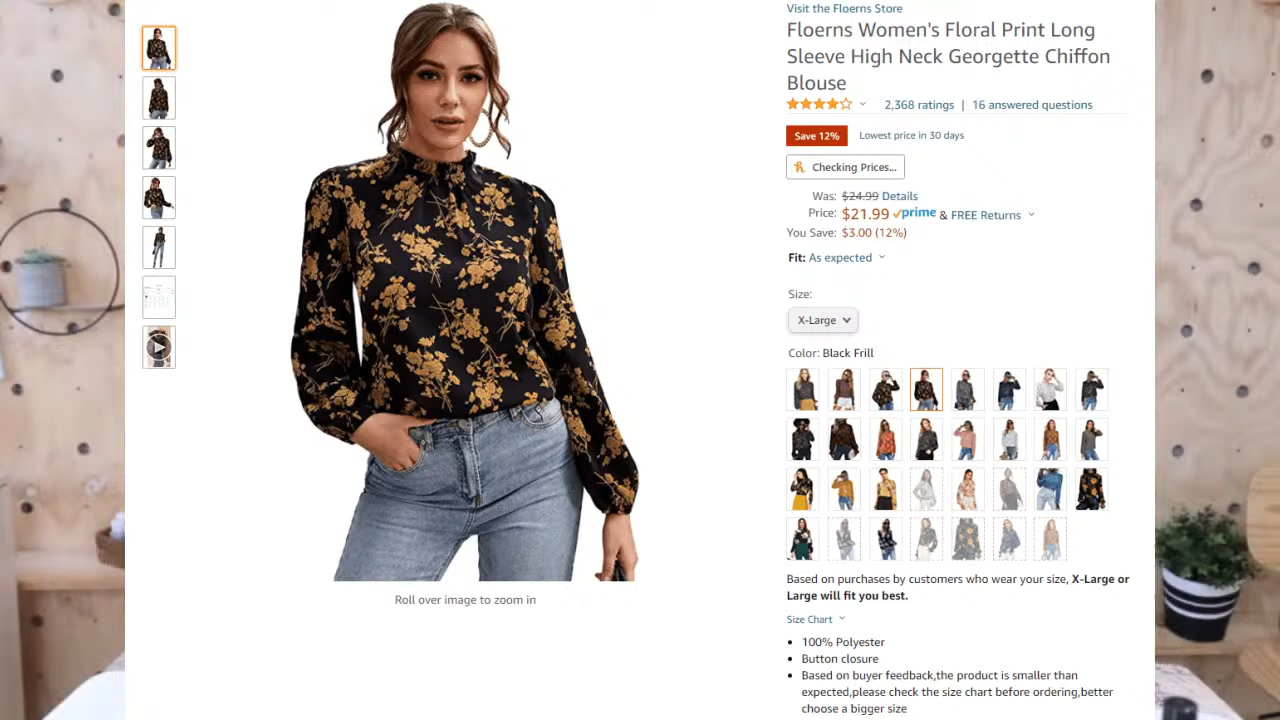 Visit the Floerns Store
Floerns Women's Floral Print Long
Sleeve High Neck Georgette Chiffon
Blouse
2,368 ratings | 16 answered questions
Save 12% Lowest price in 30 days
Checking Prices...
Was: $24.99 Details
Price: $21.99 prime & FREE Returns
You Save: $3.00 (12%)
Fit: As expected
Size:
X-Large
Color: Black Frill
Based on purchases by customers who wear your size, X-Large or
Large will fit you best.
Size Chart
100% Polyester
Button closure
Based on buyer feedback,the product is smaller than
expected,please check the size chart before ordering,better
choose a bigger size
Roll over image to zoom in